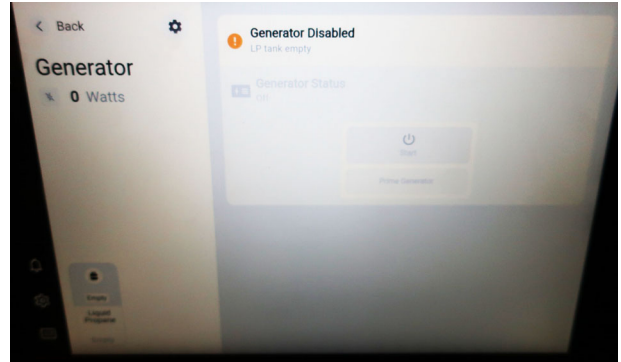 Back
Generator
0 Watts
Generator Disabled
LP tank empty
Generator Status
Off
Start
Prime Generator
Empty
Liquid
Propane